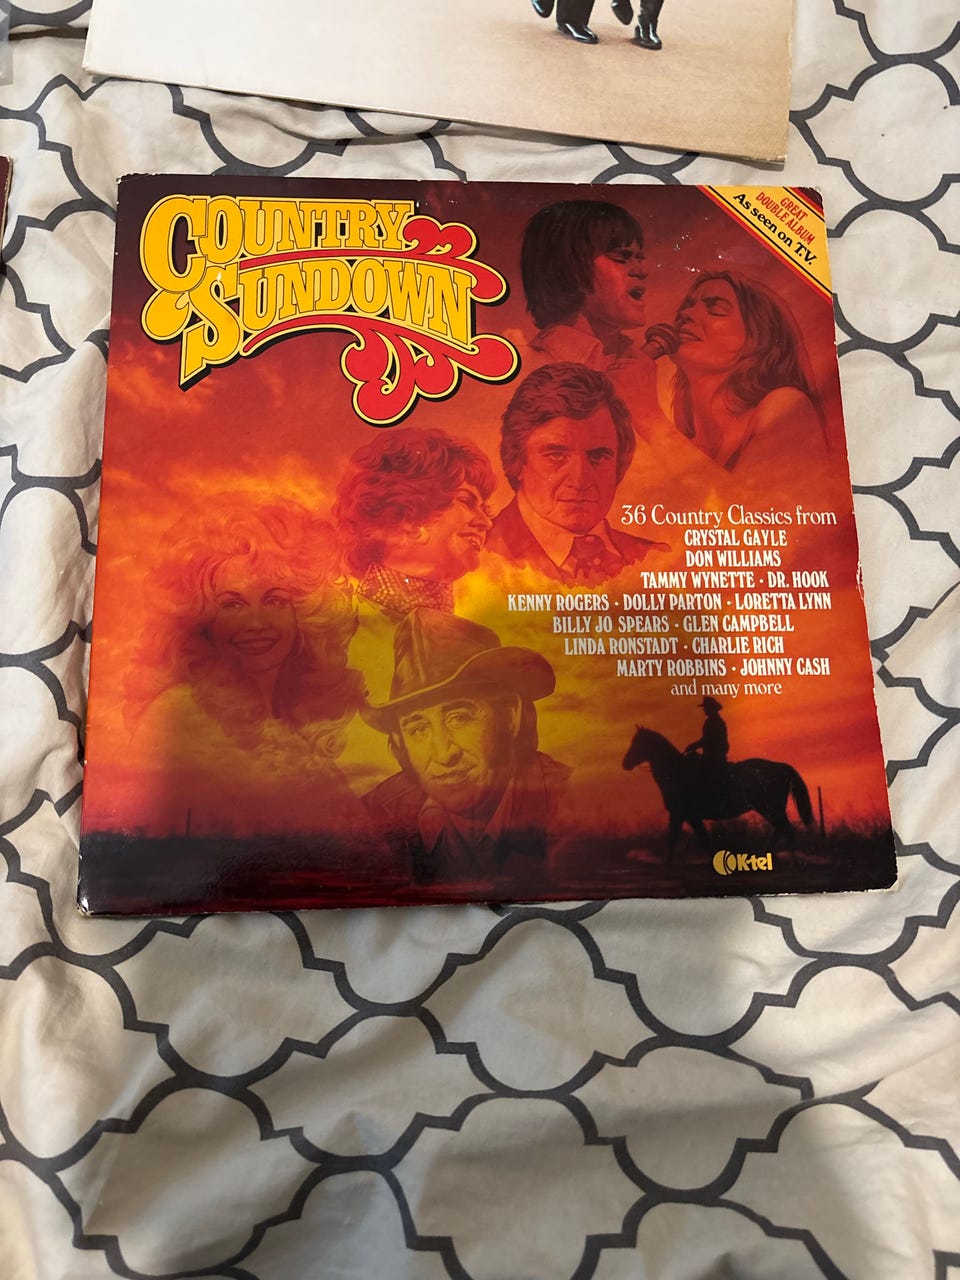 COUNTRY
SUNDOWN
GREAT
DOUBLE ALBUM
As seen on T.V.
36 Country Classics from
CRYSTAL GAYLE
DON WILLIAMS
TAMMY WYNETTE · DR. HOOK
KENNY ROGERS · DOLLY PARTON · LORETTA LYNN
BILLY JO SPEARS · GLEN CAMPBELL
LINDA RONSTADT · CHARLIE RICH
MARTY ROBBINS · JOHNNY CASH
and many more
K-tel